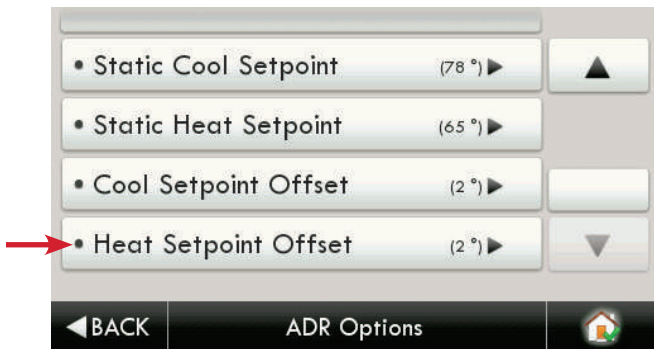 • Static Cool Setpoint (78 °) ▶
• Static Heat Setpoint (65 °) ▶
• Cool Setpoint Offset (2 °) ▶
• Heat Setpoint Offset (2 °) ▶
◀ BACK ADR Options